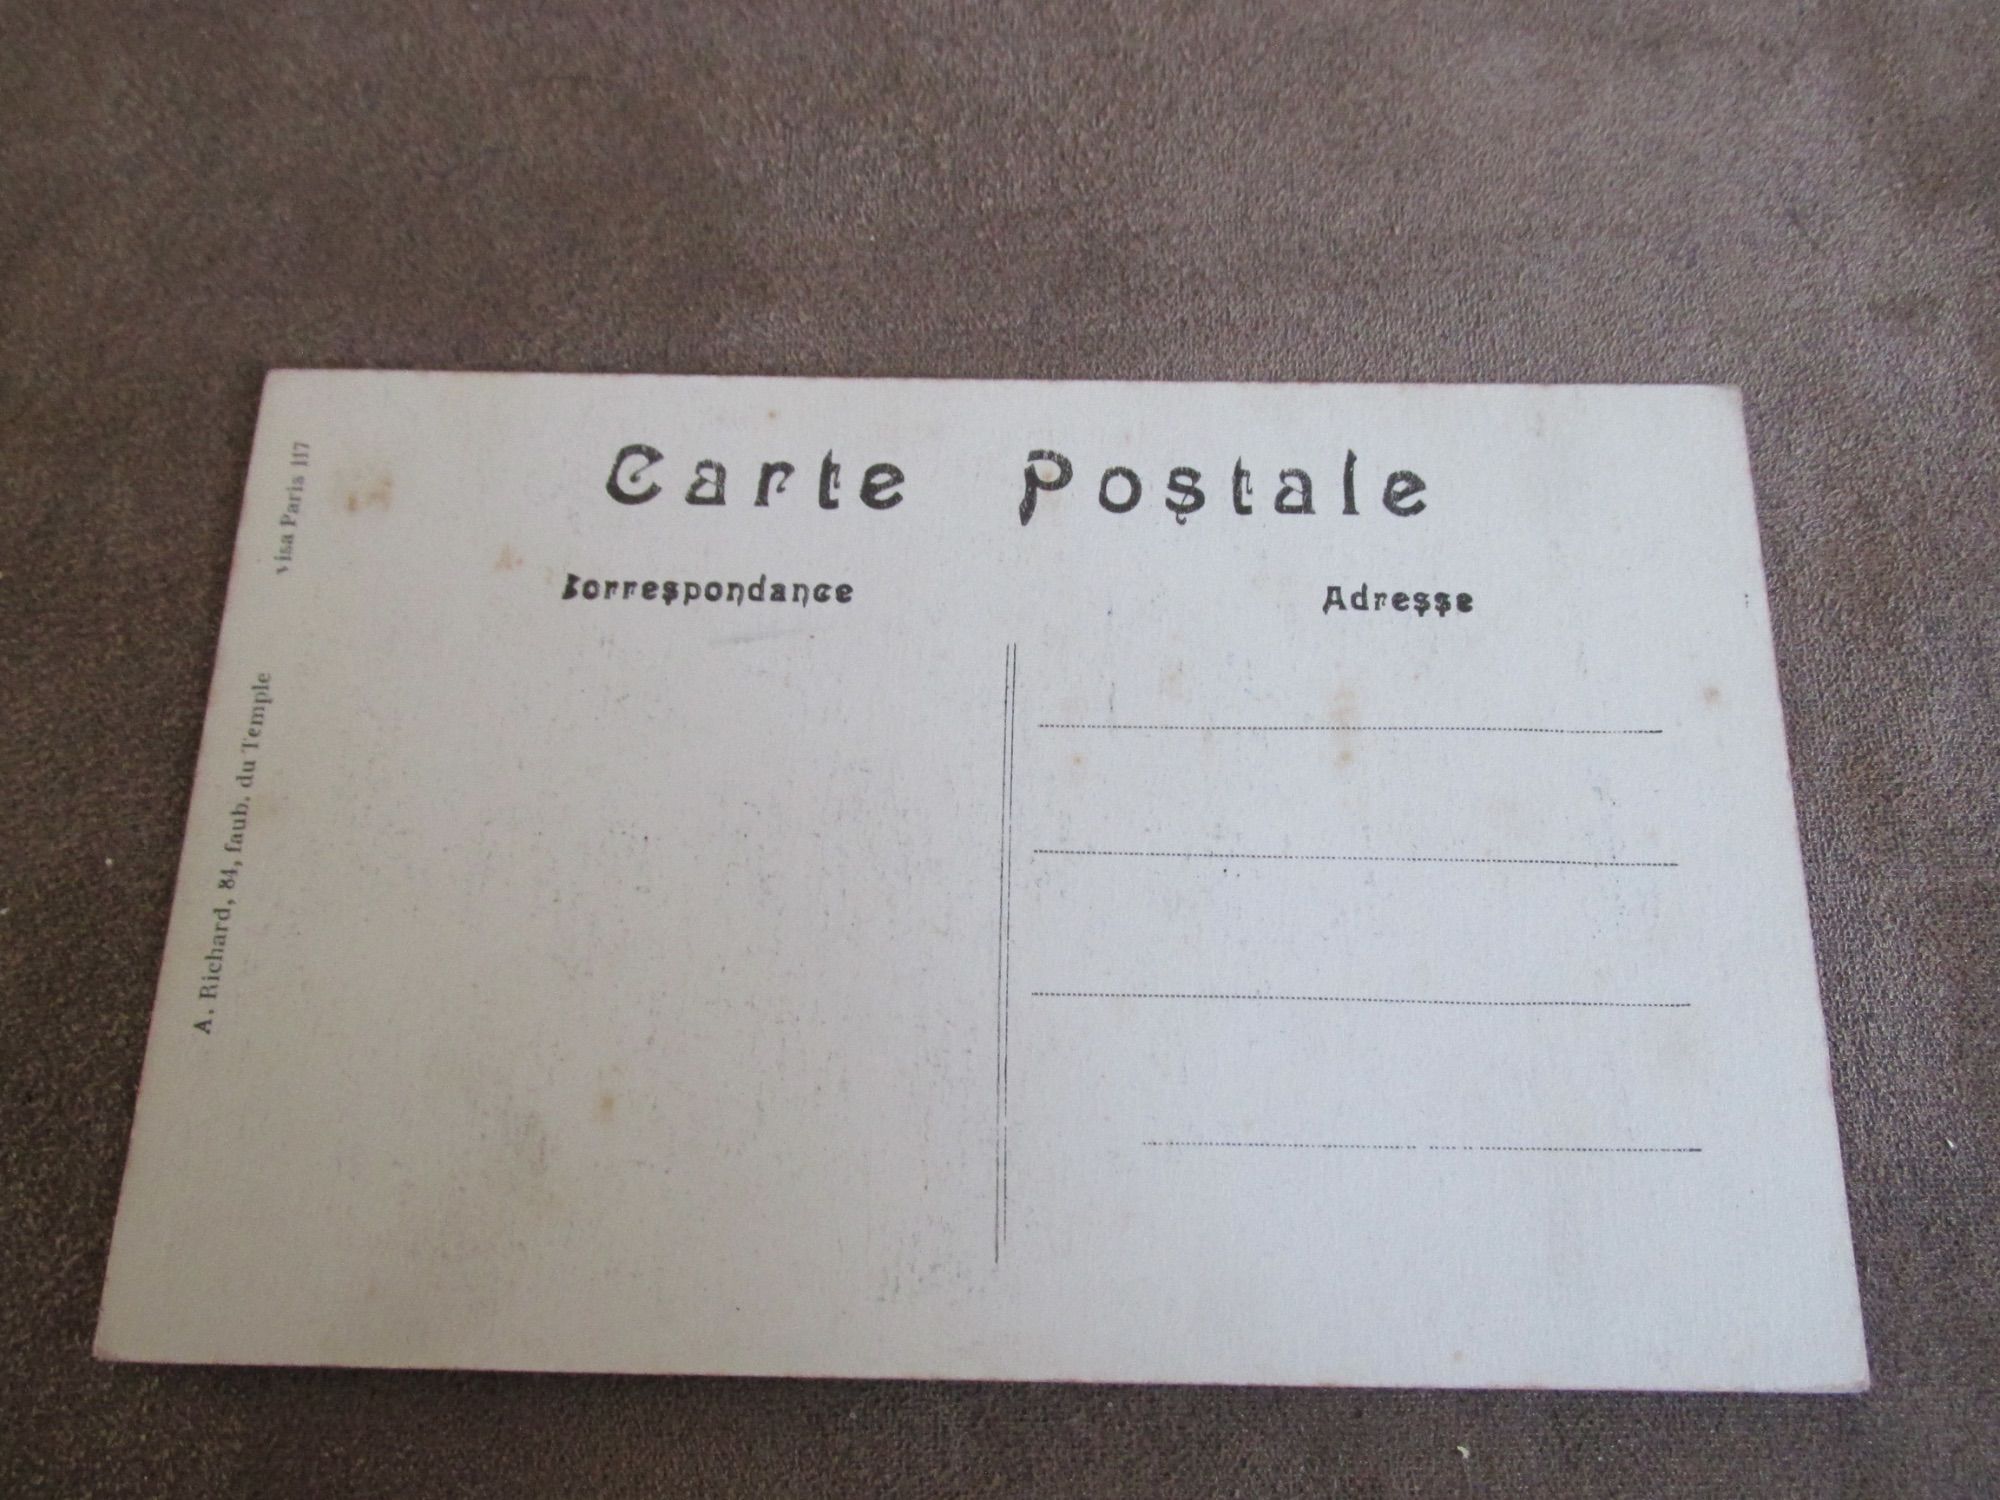 Carte Postale
Correspondance
Adresse
Visa Paris 117
A. Richard, 84, faub. du Temple